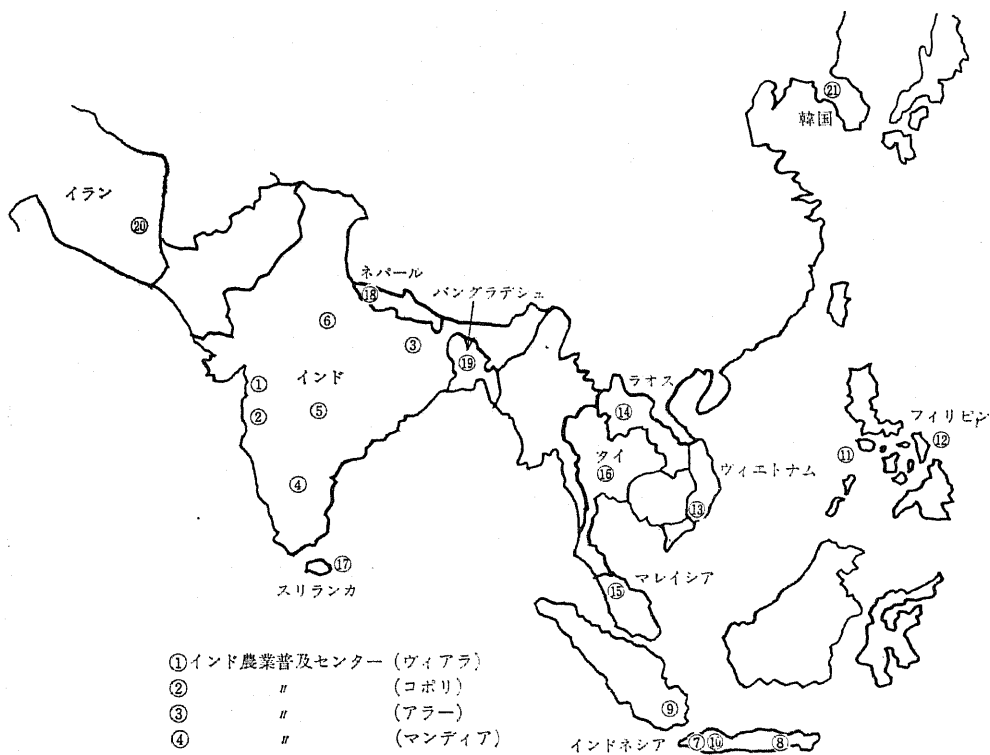 ㉑
韓国
イラン
⑳
ネパール
⑱
バングラデシュ
⑥
③
⑲
①
インド
ラオス
②
⑤
⑭
フィリピン
⑫
⑪
タイ
ヴィエトナム
⑯
④
⑬
⑰
マレイシア
⑮
スリランカ
①インド農業普及センター (ヴィアラ)
② 〃 (コポリ)
③ 〃 (アラー)
④ 〃 (マンディア)
⑨
インドネシア ⑦ ⑩ ⑧